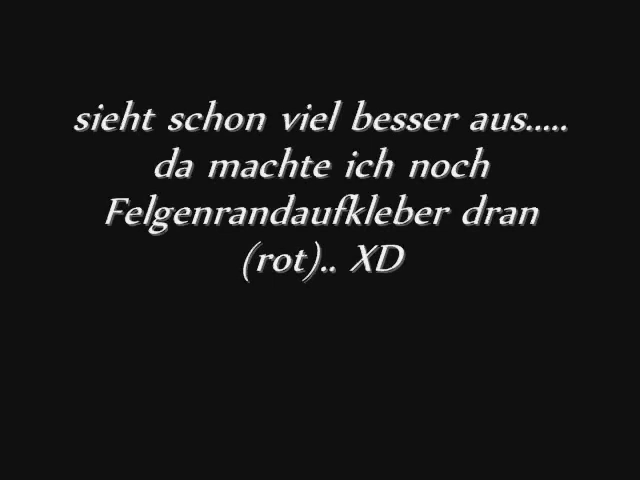 sieht schon viel besser aus.....
da machte ich noch
Felgenrandaufkleber dran
(rot).. XD